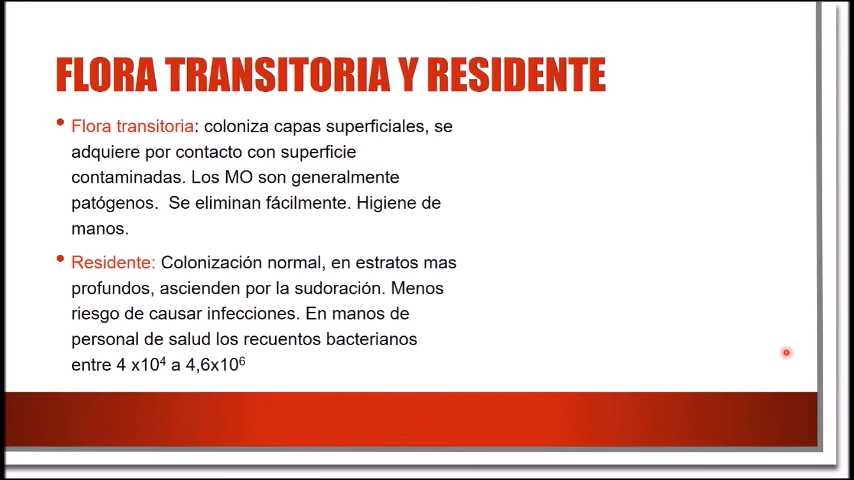 FLORA TRANSITORIA Y RESIDENTE
• Flora transitoria: coloniza capas superficiales, se
adquiere por contacto con superficie
contaminadas. Los MO son generalmente
patógenos. Se eliminan fácilmente. Higiene de
manos.
• Residente: Colonización normal, en estratos mas
profundos, ascienden por la sudoración. Menos
riesgo de causar infecciones. En manos de
personal de salud los recuentos bacterianos
entre 4 x10⁴ a 4,6x10⁶